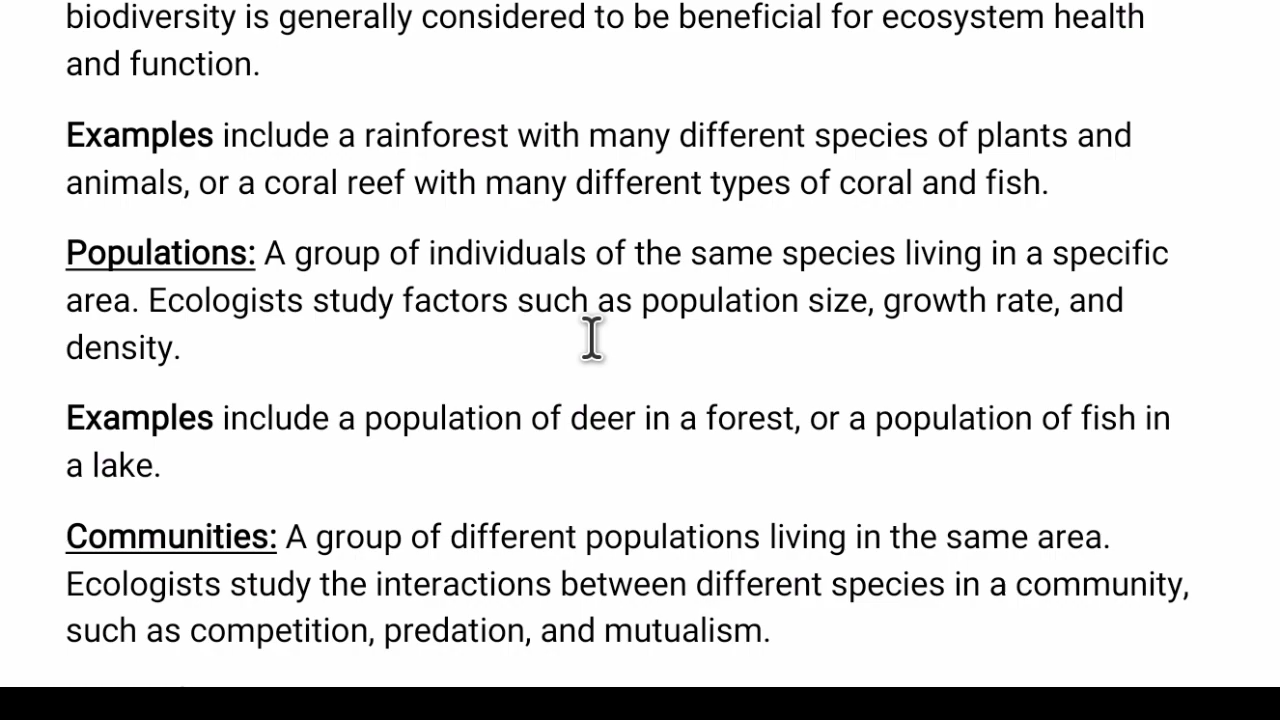 biodiversity is generally considered to be beneficial for ecosystem health
and function.
Examples include a rainforest with many different species of plants and
animals, or a coral reef with many different types of coral and fish.
Populations: A group of individuals of the same species living in a specific
area. Ecologists study factors such as population size, growth rate, and
density.
Examples include a population of deer in a forest, or a population of fish in
a lake.
Communities: A group of different populations living in the same area.
Ecologists study the interactions between different species in a community,
such as competition, predation, and mutualism.